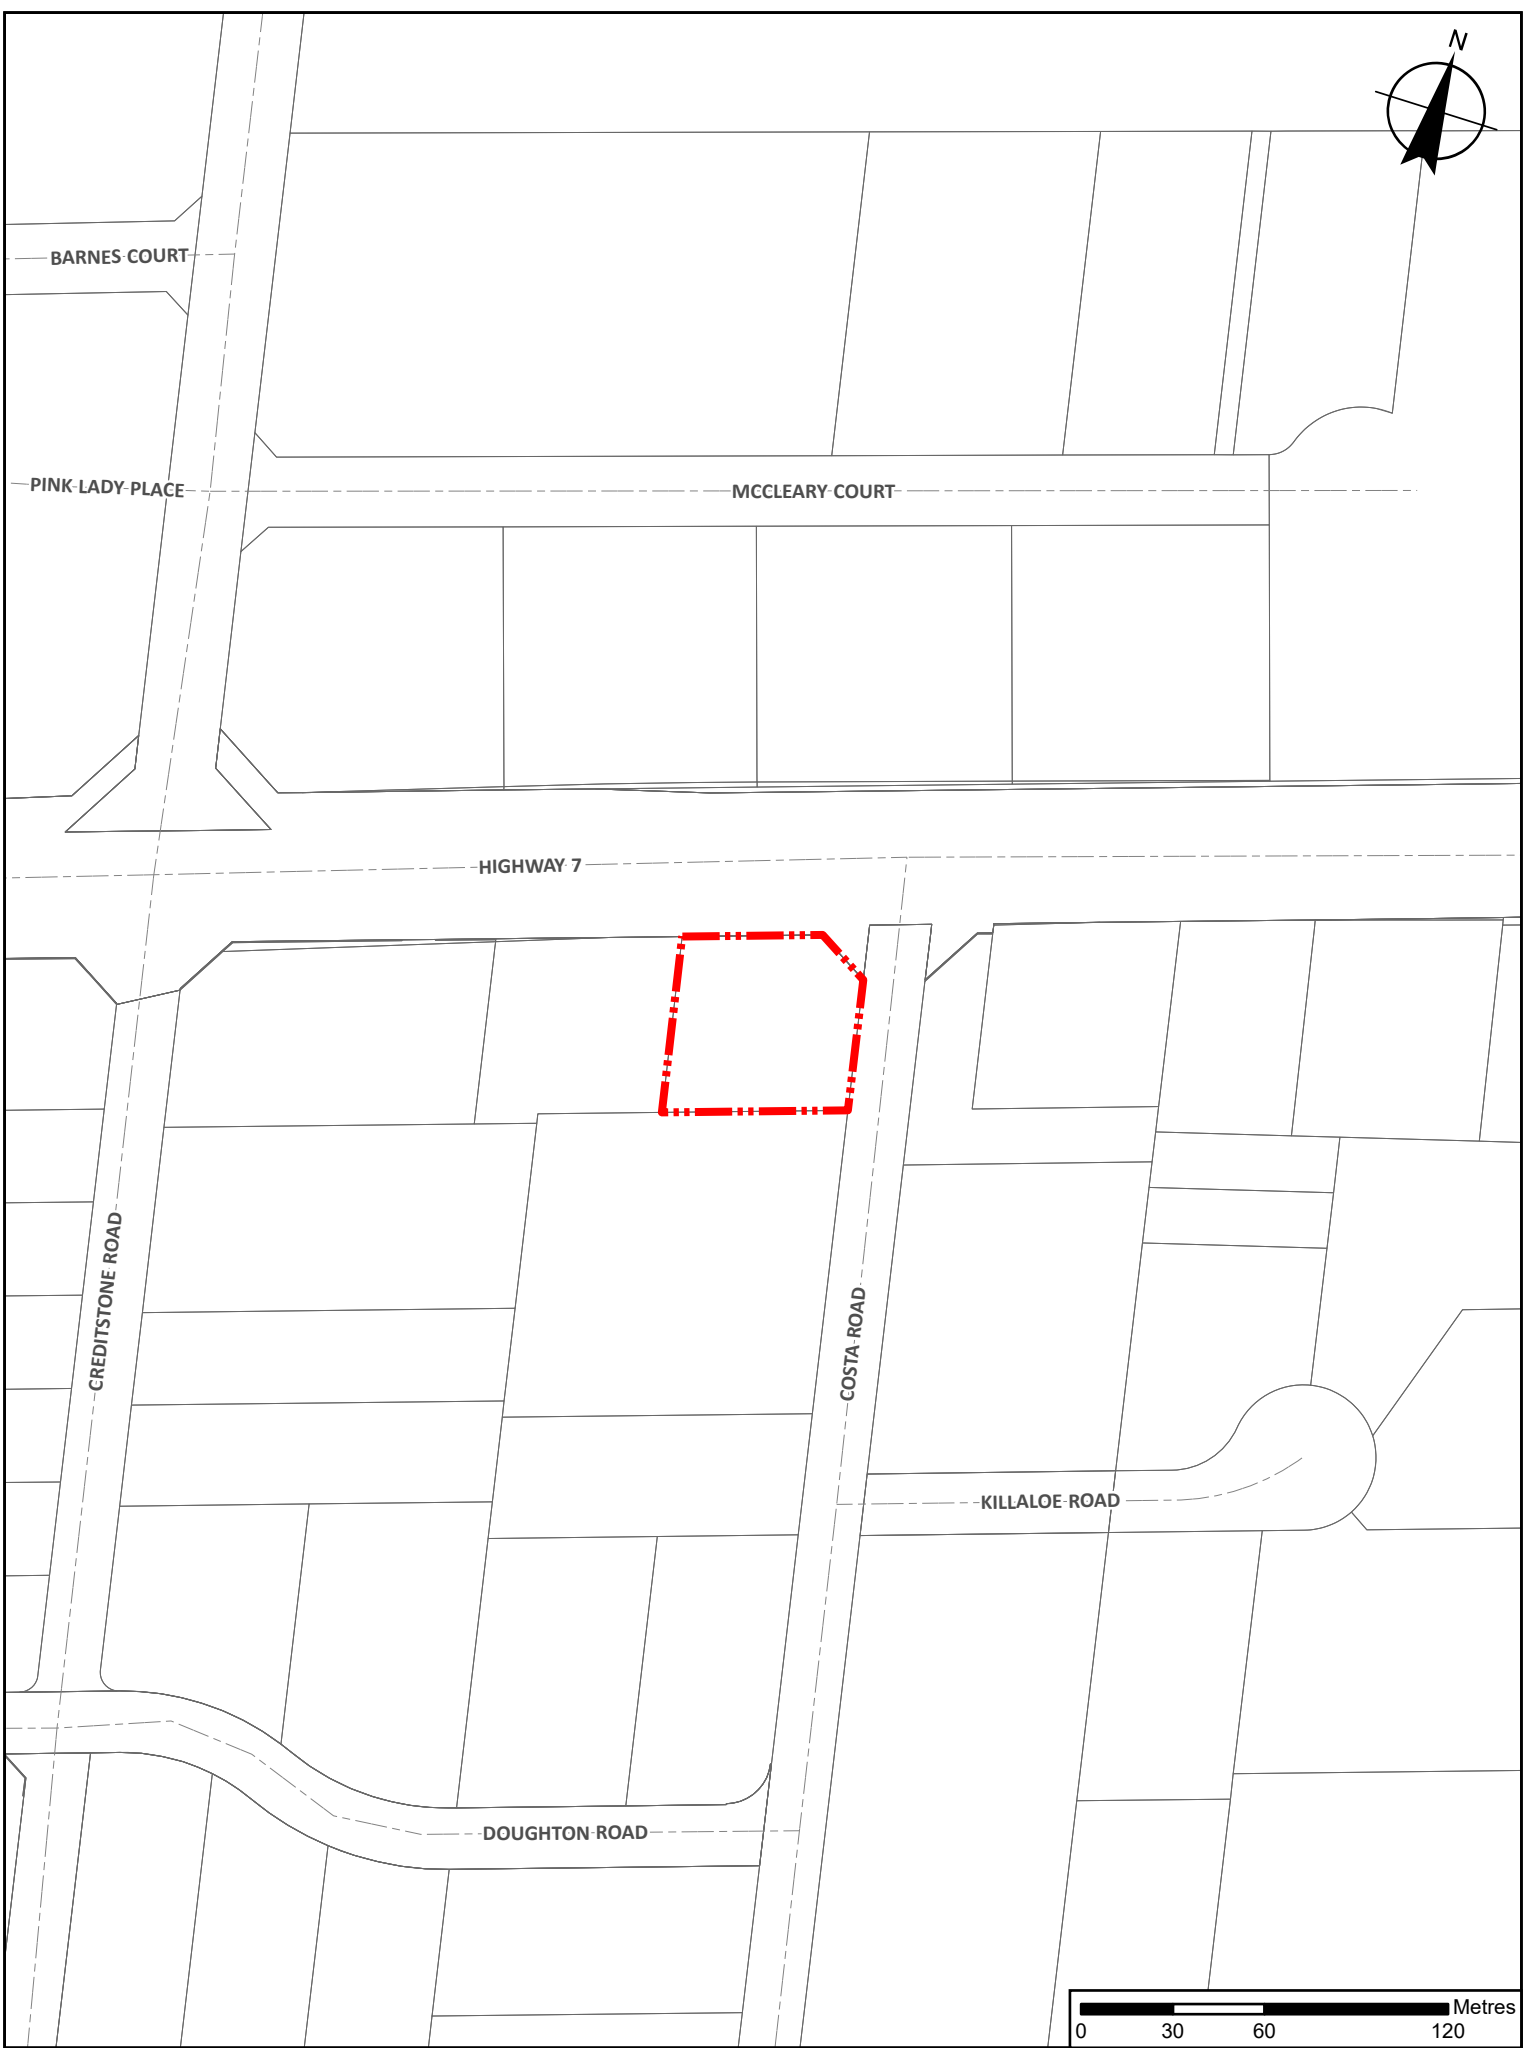 N
BARNES COURT
PINK LADY PLACE
MCCLEARY COURT
HIGHWAY 7
CREDITSTONE ROAD
COSTA ROAD
KILLALOE ROAD
DOUGHTON ROAD
Metres
0 30 60 120